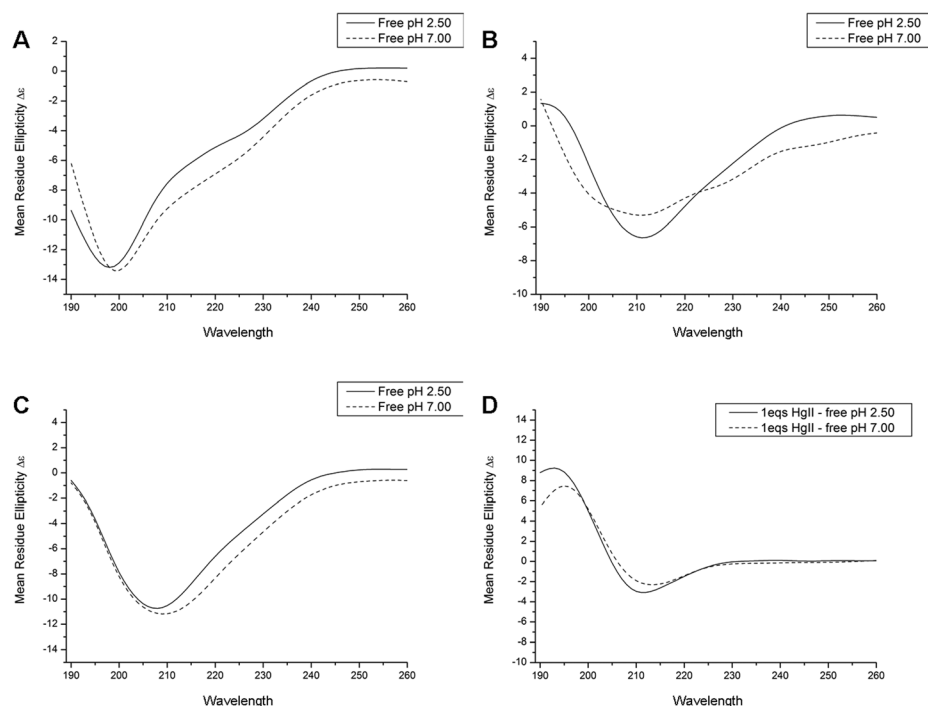 A
Free pH 2.50
Free pH 7.00
Mean Residue Ellipticity Δε
2
0
-2
-4
-6
-8
-10
-12
-14
190 200 210 220 230 240 250 260
Wavelength
B
Free pH 2.50
Free pH 7.00
Mean Residue Ellipticity Δε
4
2
0
-2
-4
-6
-8
-10
190 200 210 220 230 240 250 260
Wavelength
C
Free pH 2.50
Free pH 7.00
Mean Residue Ellipticity Δε
4
2
0
-2
-4
-6
-8
-10
-12
-14
190 200 210 220 230 240 250 260
Wavelength
D
1eqs HgII - free pH 2.50
1eqs HgII - free pH 7.00
Mean Residue Ellipticity Δε
14
12
10
8
6
4
2
0
-2
-4
-6
-8
-10
190 200 210 220 230 240 250 260
Wavelength